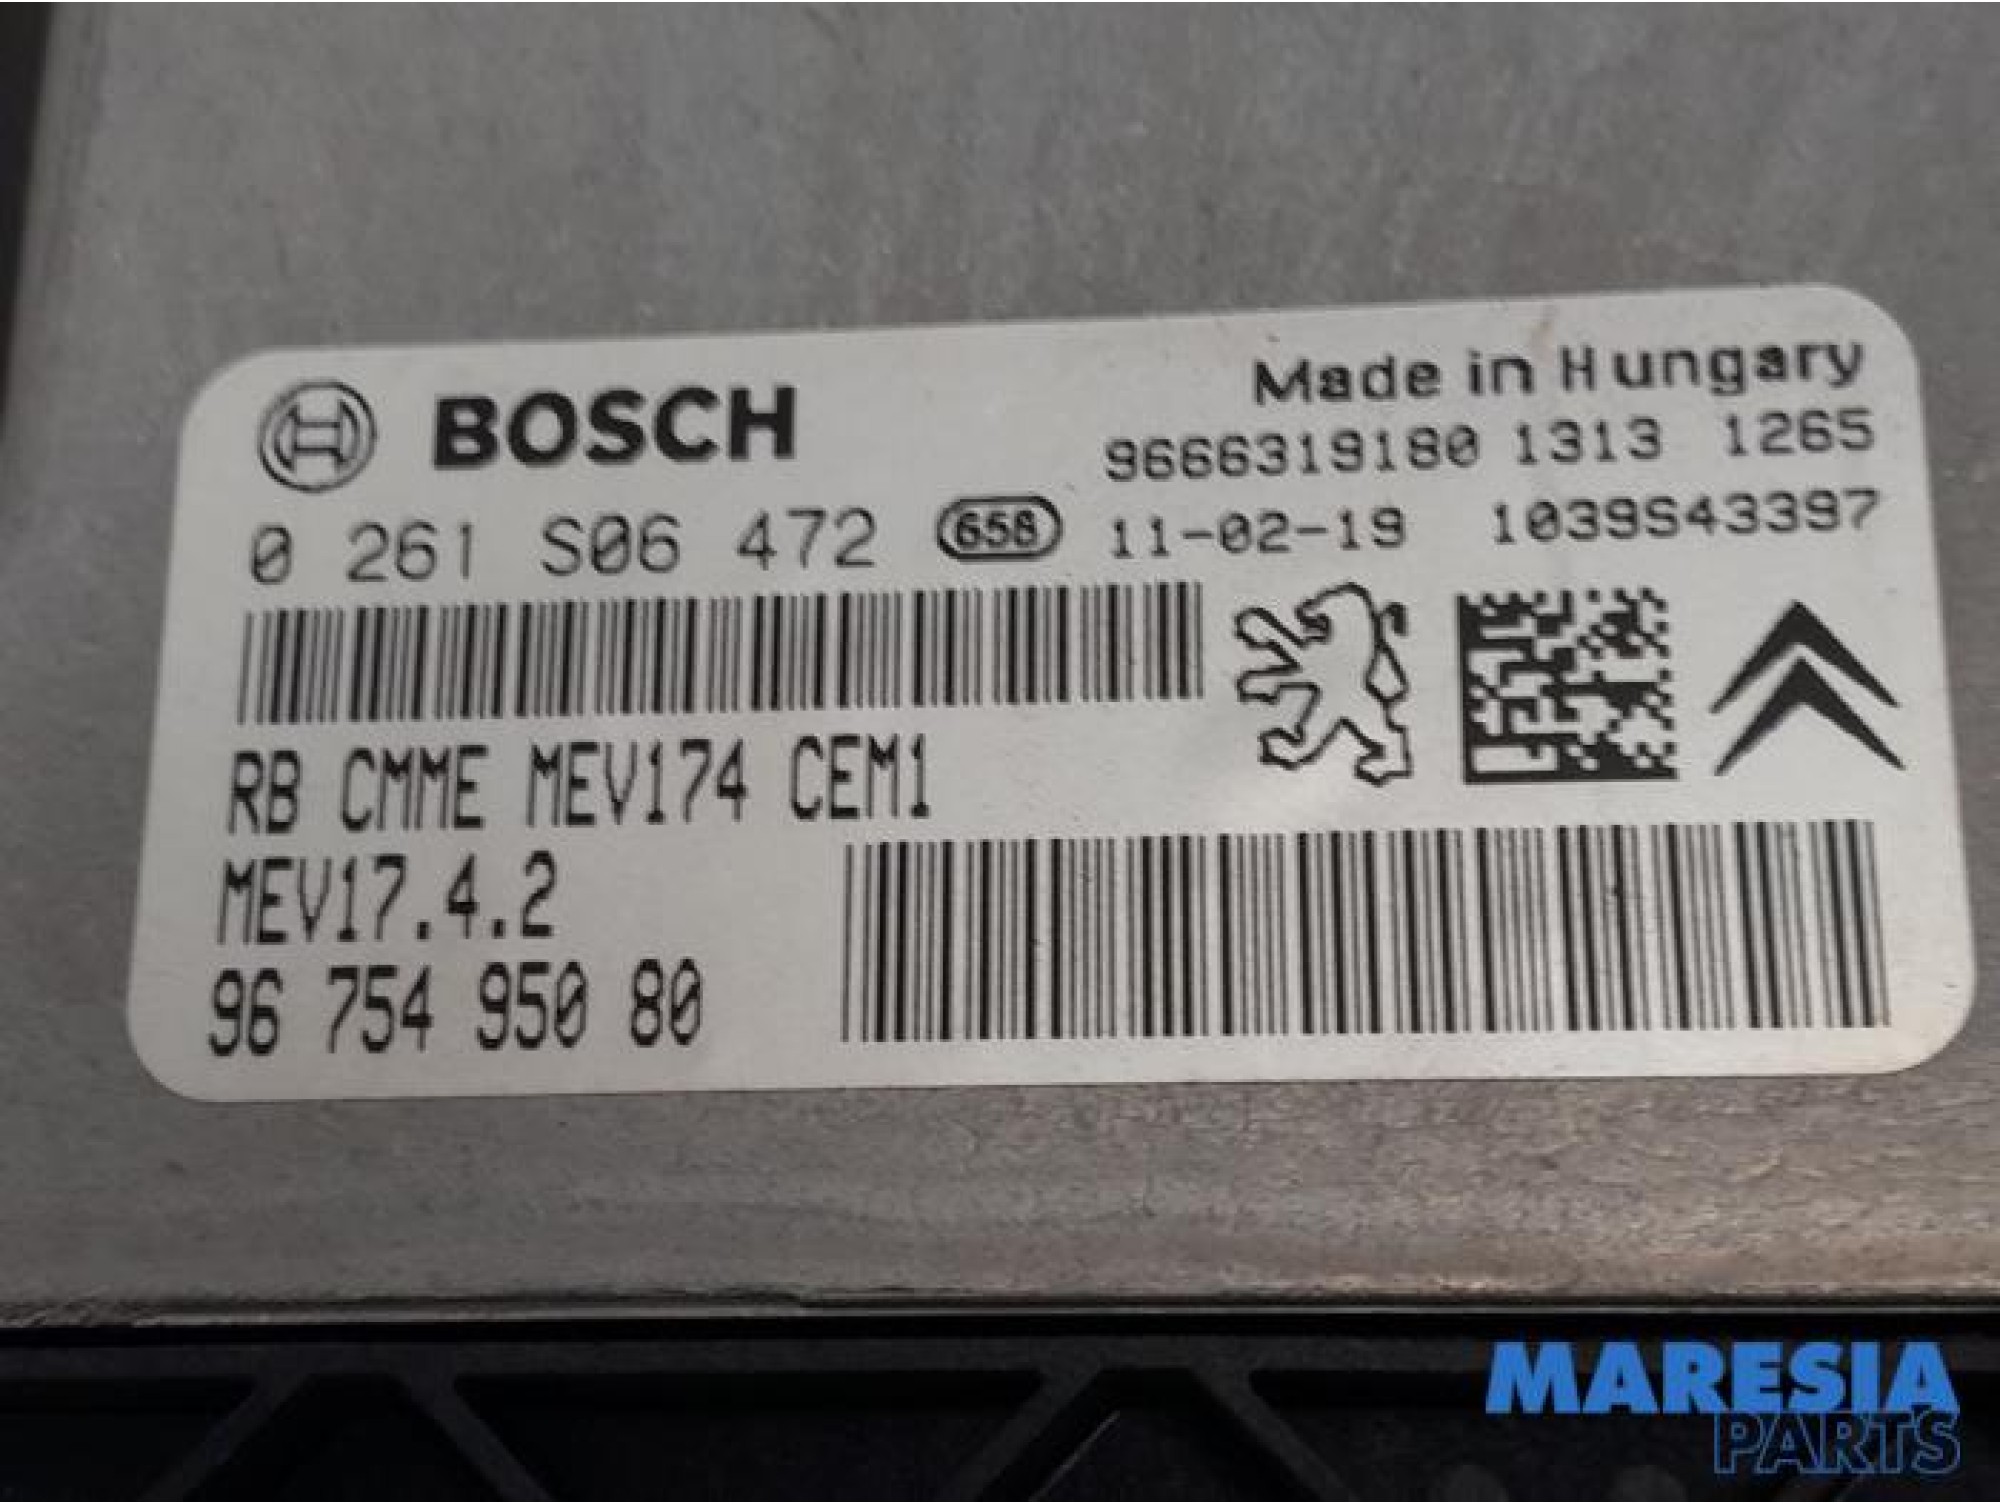 BOSCH
Made in Hungary
9666319180 1313 1265
0 261 S06 472 658 11-02-19 1039S43397
RB CMME MEV174 CEM1
MEV17.4.2
96 754 950 80
MARESIA
PARTS